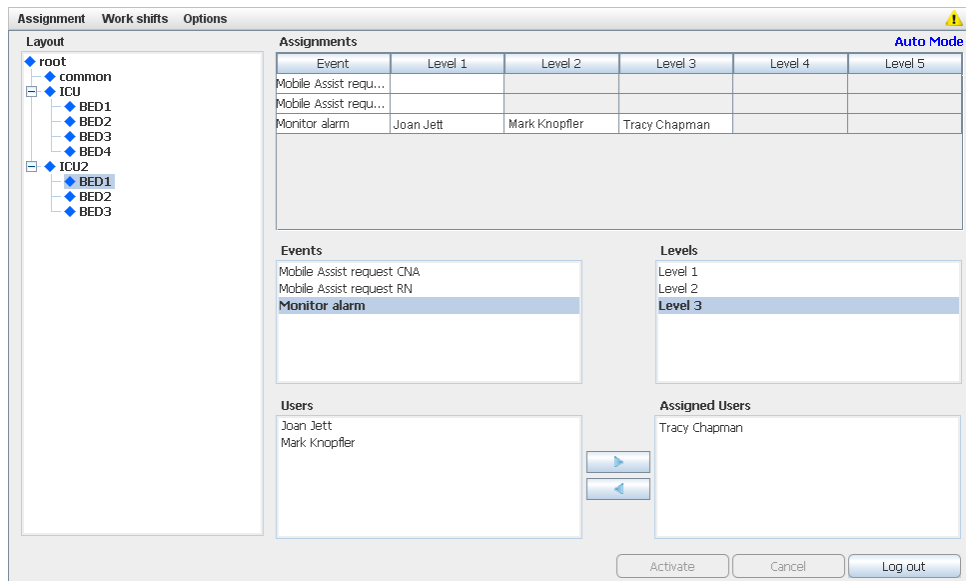 Assignment Work shifts Options
Layout
root
common
ICU
BED1
BED2
BED3
BED4
ICU2
BED1
BED2
BED3
Assignments Auto Mode
Event Level 1 Level 2 Level 3 Level 4 Level 5
Mobile Assist requ...
Mobile Assist requ...
Monitor alarm Joan Jett Mark Knopfler Tracy Chapman
Events
Mobile Assist request CNA
Mobile Assist request RN
Monitor alarm
Levels
Level 1
Level 2
Level 3
Users
Joan Jett
Mark Knopfler
Assigned Users
Tracy Chapman
Activate Cancel Log out